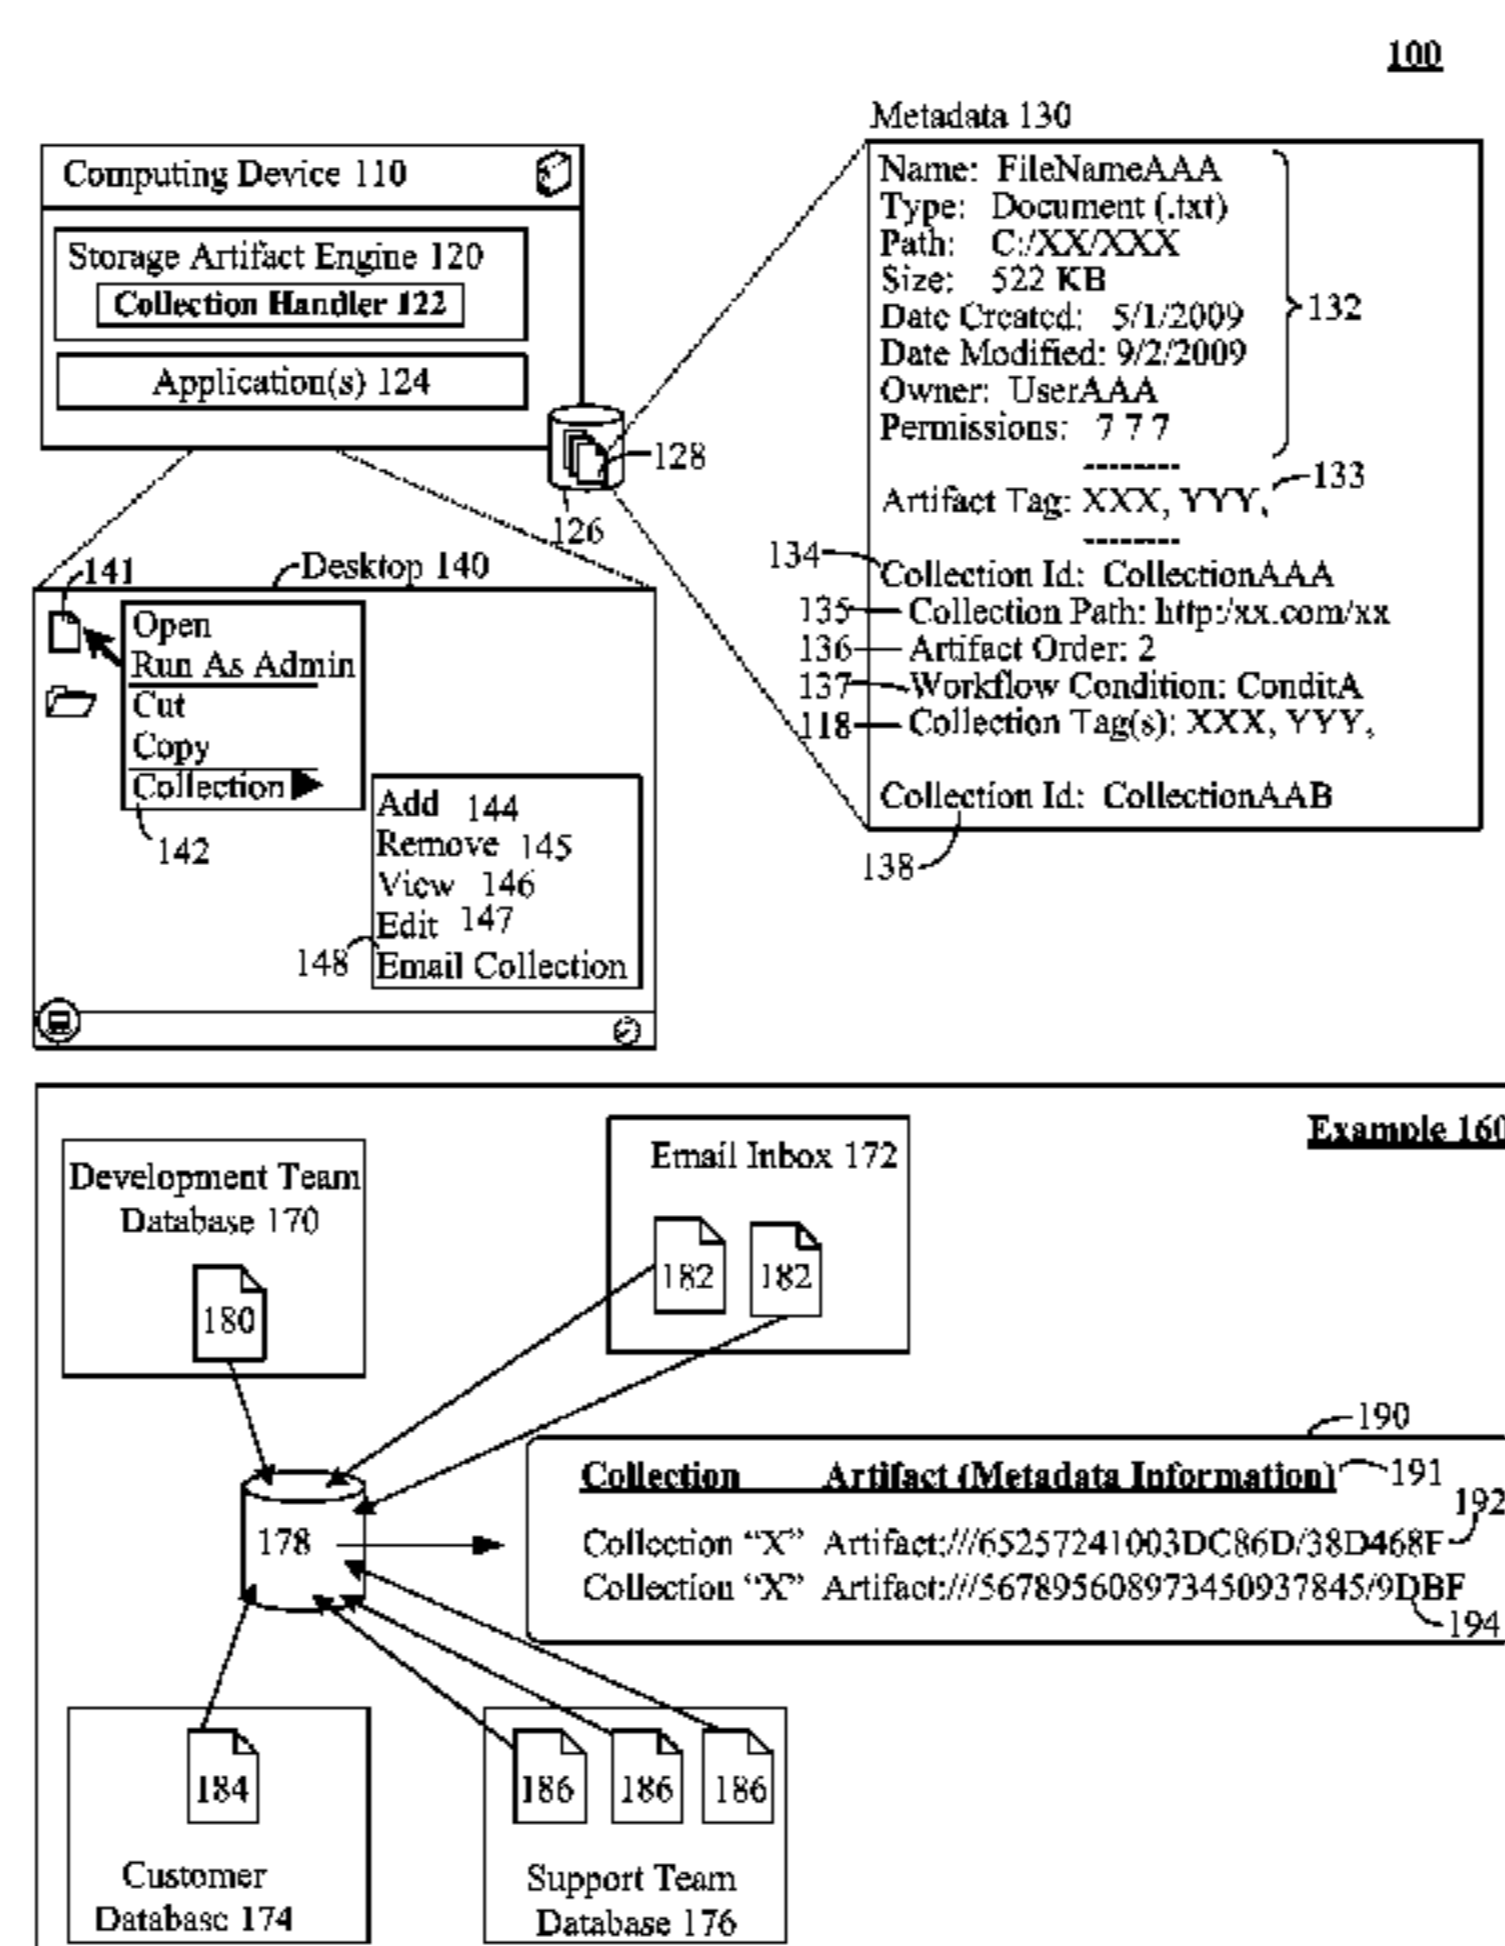 100
Computing Device 110
Storage Artifact Engine 120
Collection Handler 122
Application(s) 124
128
126
Metadata 130
Name: FileNameAAA
Type: Document (.txt)
Path: C:/XX/XXX
Size: 522 KB
Date Created: 5/1/2009
Date Modified: 9/2/2009
Owner: UserAAA
Permissions: 7 7 7
132
---------
Artifact Tag: XXX, YYY,
133
---------
134
Collection Id: CollectionAAA
135 Collection Path: http:/xx.com/xx
136 Artifact Order: 2
137 Workflow Condition: ConditA
118 Collection Tag(s): XXX, YYY,
Collection Id: CollectionAAB
138
141
Desktop 140
Open
Run As Admin
Cut
Copy
Collection
142
Add 144
Remove 145
View 146
Edit 147
148 Email Collection
Example 160
Development Team
Database 170
180
Email Inbox 172
182 182
190
Collection Artifact (Metadata Information) 191
192
Collection “X” Artifact:///65257241003DC86D/38D468F
Collection “X” Artifact:///567895608973450937845/9DBF
194
178
184
Customer
Database 174
186 186 186
Support Team
Database 176